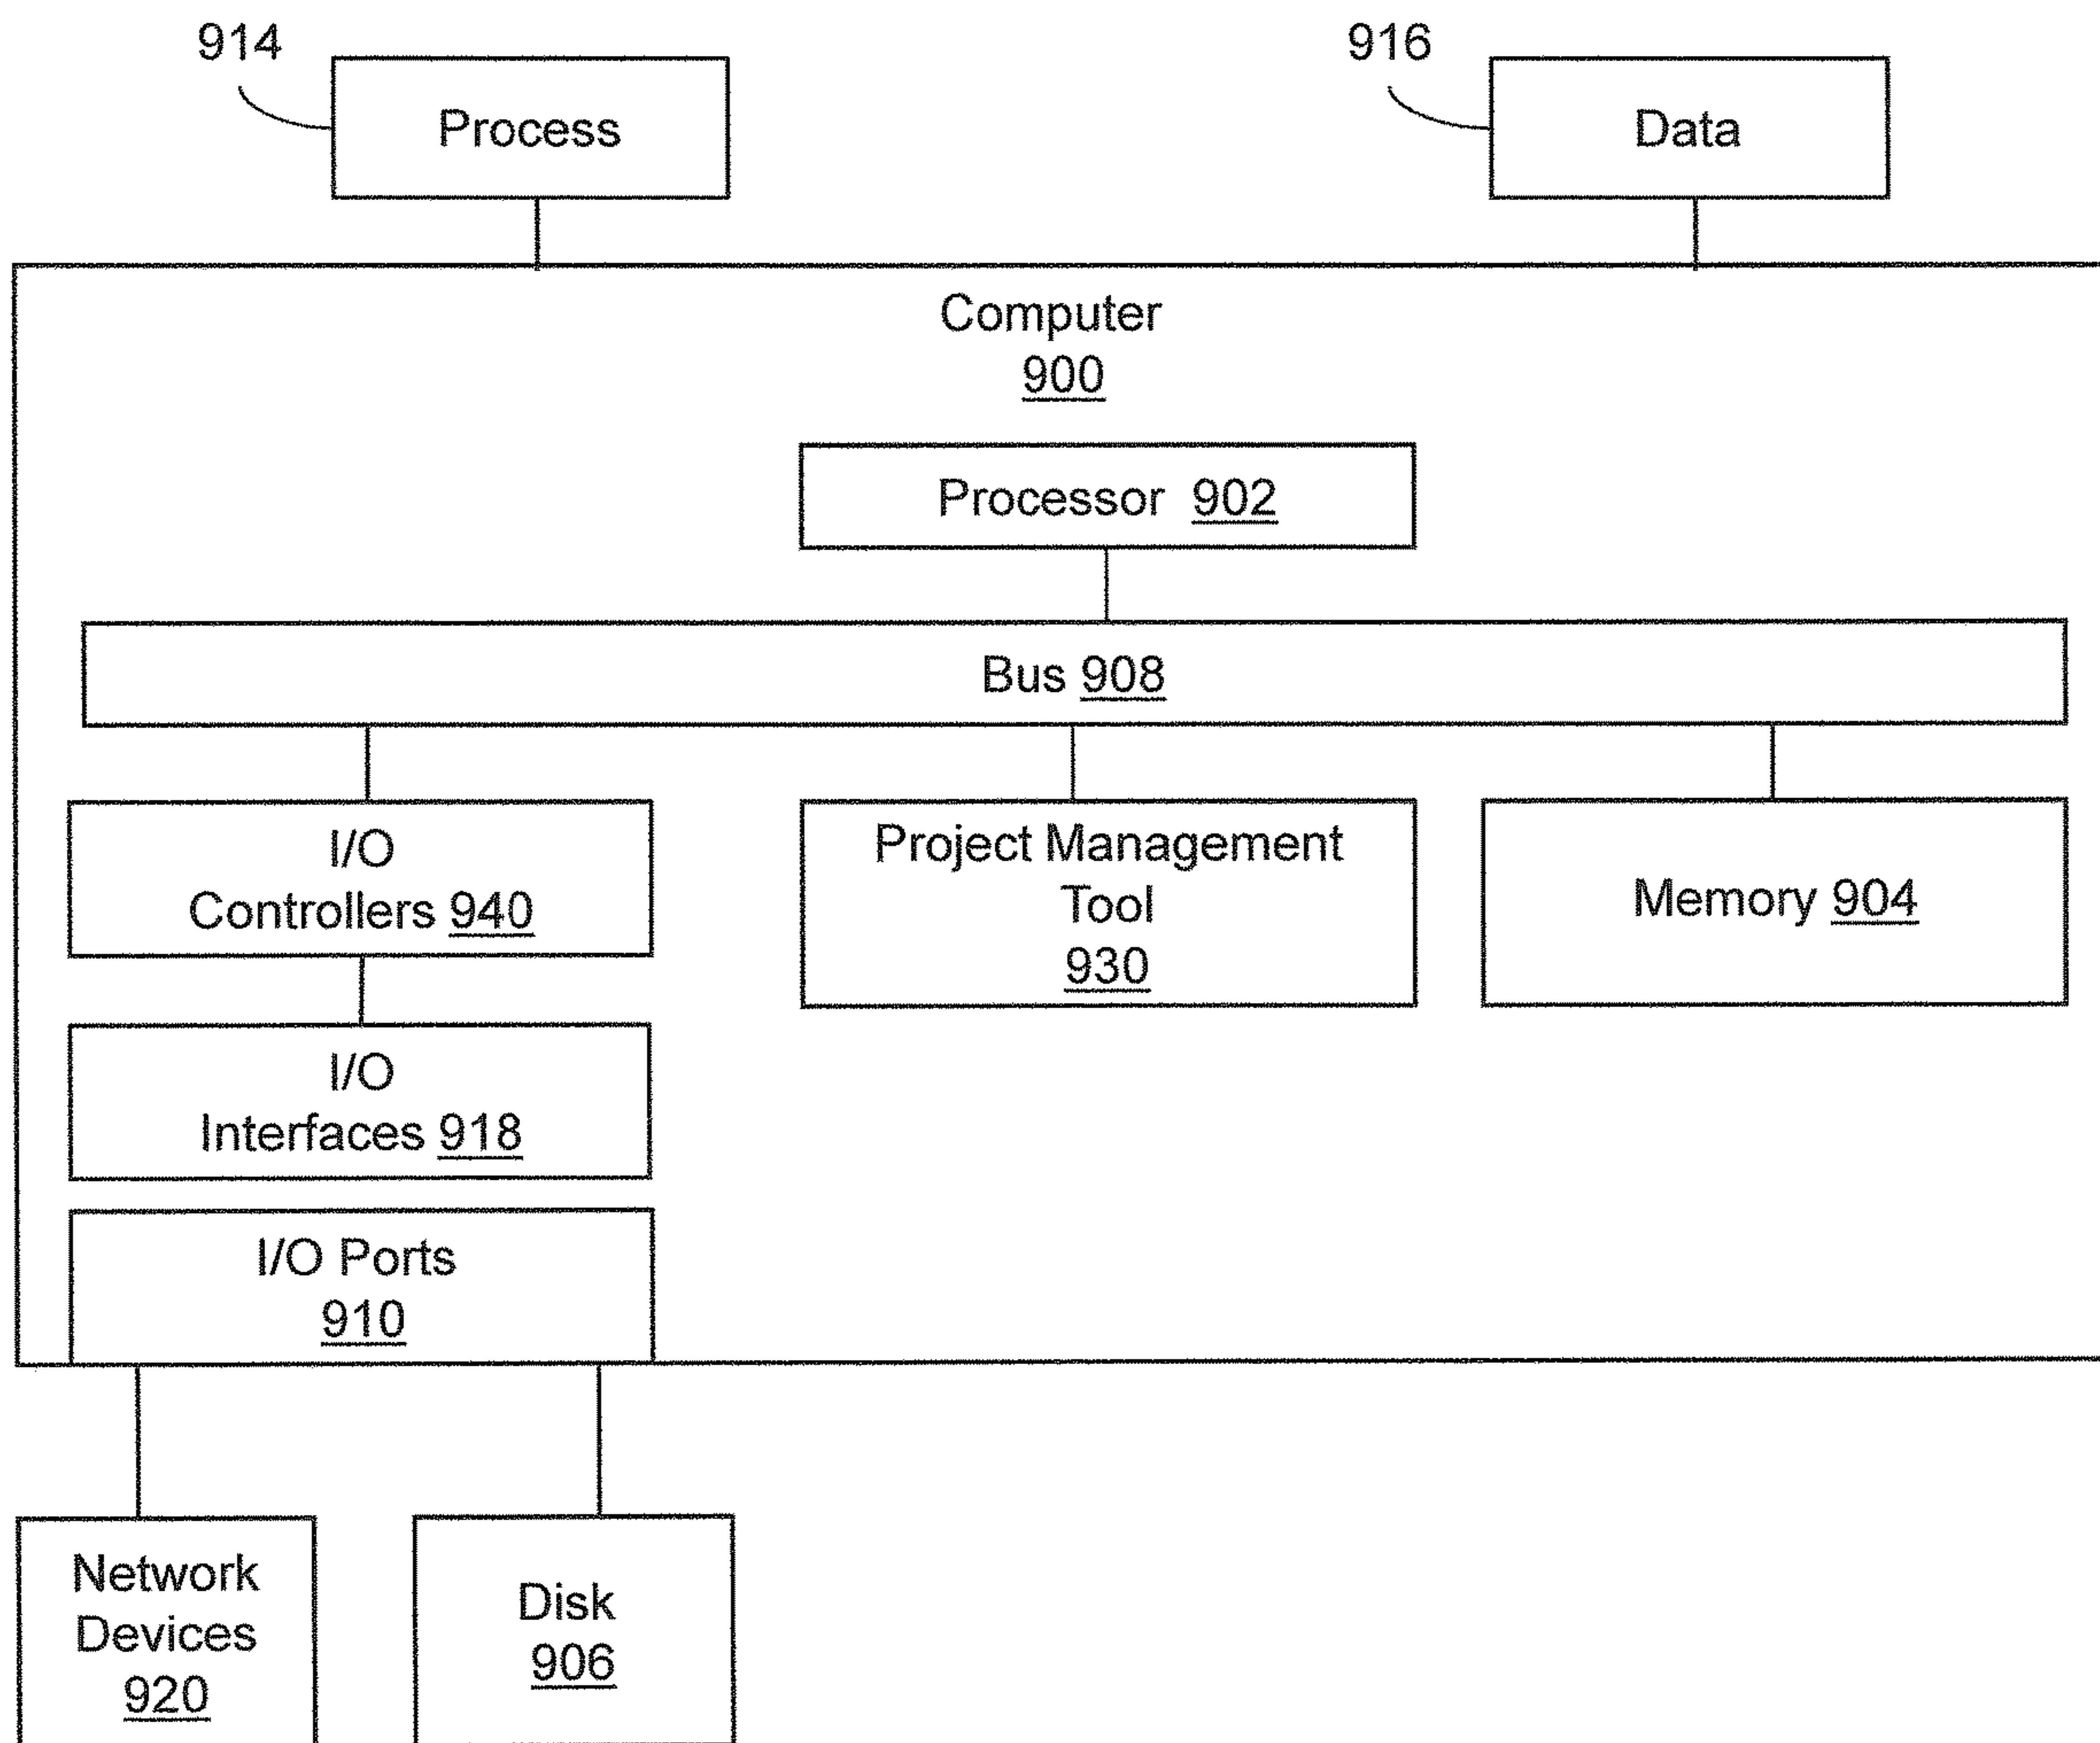 914
Process
916
Data
Computer
900
Processor 902
Bus 908
I/O
Controllers 940
Project Management
Tool
930
Memory 904
I/O
Interfaces 918
I/O Ports
910
Network
Devices
920
Disk
906